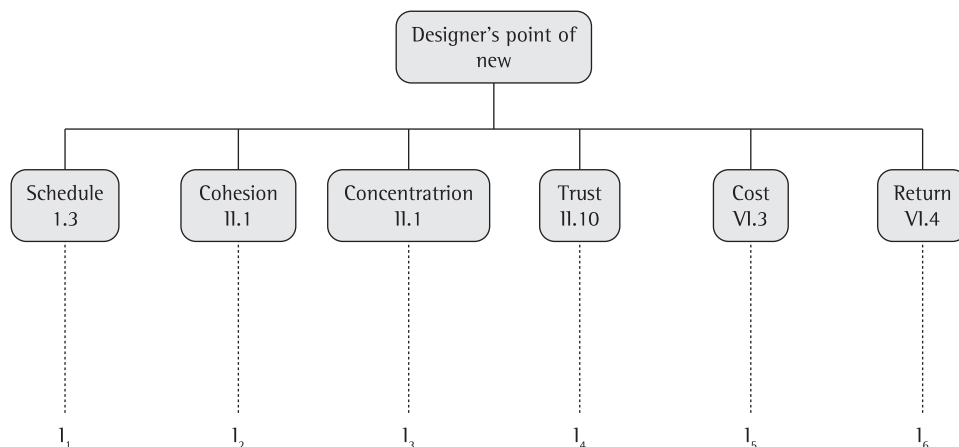 Designer's point of
new
Schedule
1.3
Cohesion
II.1
Concentratrion
II.1
Trust
II.10
Cost
VI.3
Return
VI.4
I1
I2
I3
I4
I5
I6